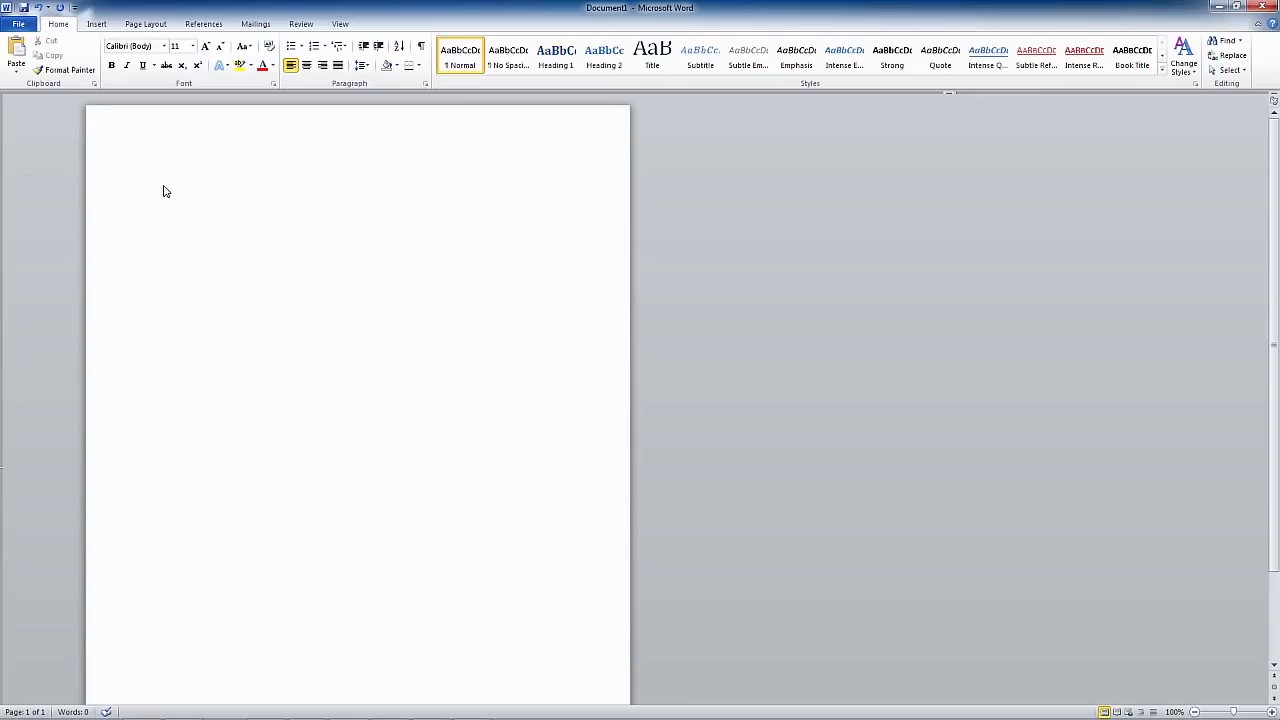 Document1 - Microsoft Word
File Home Insert Page Layout References Mailings Review View
Paste Cut Copy Format Painter
Calibri (Body) 11
AaBbCcDc AaBbCcDc AaBbC AaBbCc AaB AaBbCc. AaBbCcDc AaBbCcDc AaBbCcDc AaBbCcDc AaBbCcDc AaBbCcDc AaBbCcDc AaBbCcDc AaBbCcDc
¶ Normal ¶ No Spaci... Heading 1 Heading 2 Title Subtitle Subtle Em... Emphasis Intense E... Strong Quote Intense Q... Subtle Ref... Intense R... Book Title
Change Styles
Find Replace Select
Clipboard Font Paragraph Styles Editing
Page: 1 of 1 Words: 0 100%